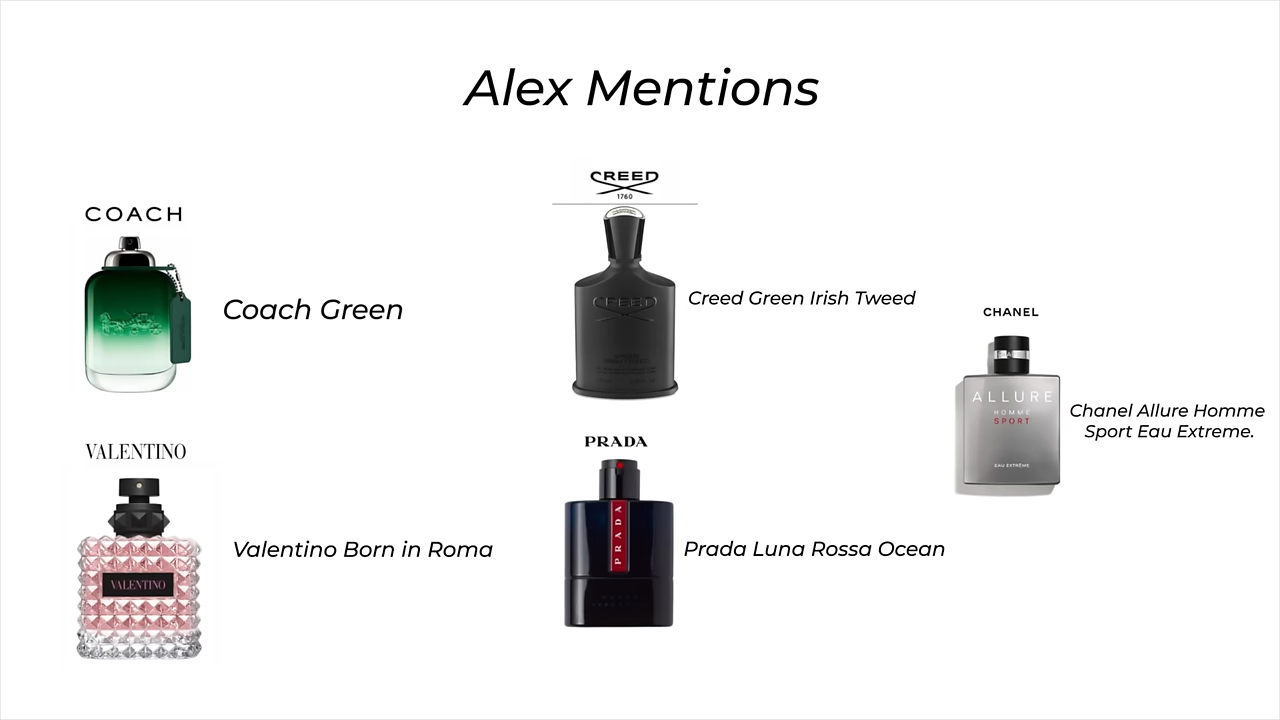 Alex Mentions
COACH
Coach Green
CREED
1760
CREED
Creed Green Irish Tweed
CHANEL
ALLURE
HOMME
SPORT
EAU EXTRÊME
Chanel Allure Homme
Sport Eau Extreme.
VALENTINO
VALENTINO
Valentino Born in Roma
PRADA
PRADA
Prada Luna Rossa Ocean